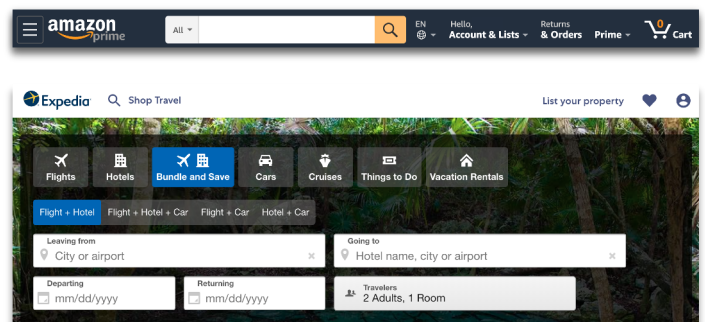 amazon prime All EN Hello, Account & Lists Returns & Orders Prime 0 Cart
Expedia Shop Travel List your property
Flights Hotels Bundle and Save Cars Cruises Things to Do Vacation Rentals
Flight + Hotel Flight + Hotel + Car Flight + Car Hotel + Car
Leaving from Going to
City or airport × Hotel name, city or airport ×
Departing Returning Travelers
mm/dd/yyyy mm/dd/yyyy 2 Adults, 1 Room